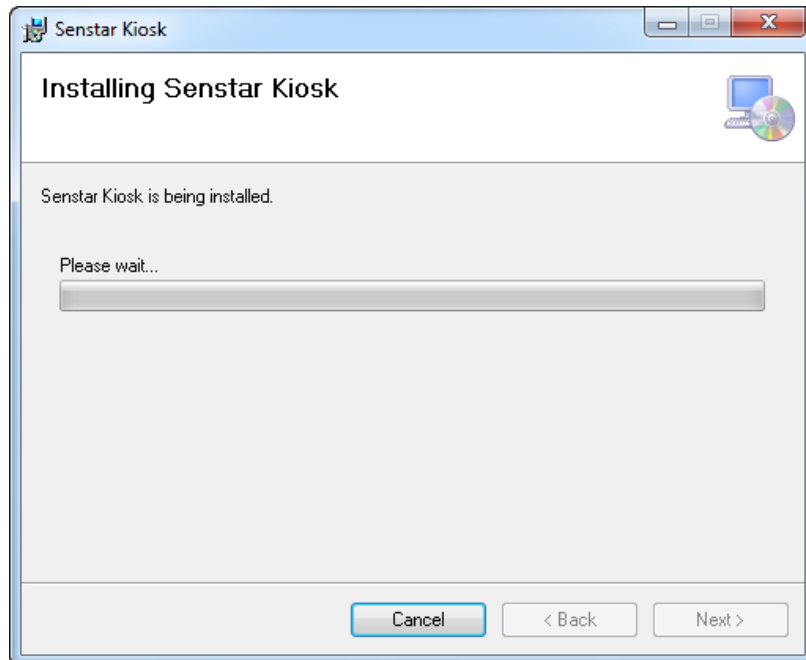 Senstar Kiosk
Installing Senstar Kiosk
Senstar Kiosk is being installed.
Please wait...
Cancel
< Back
Next >